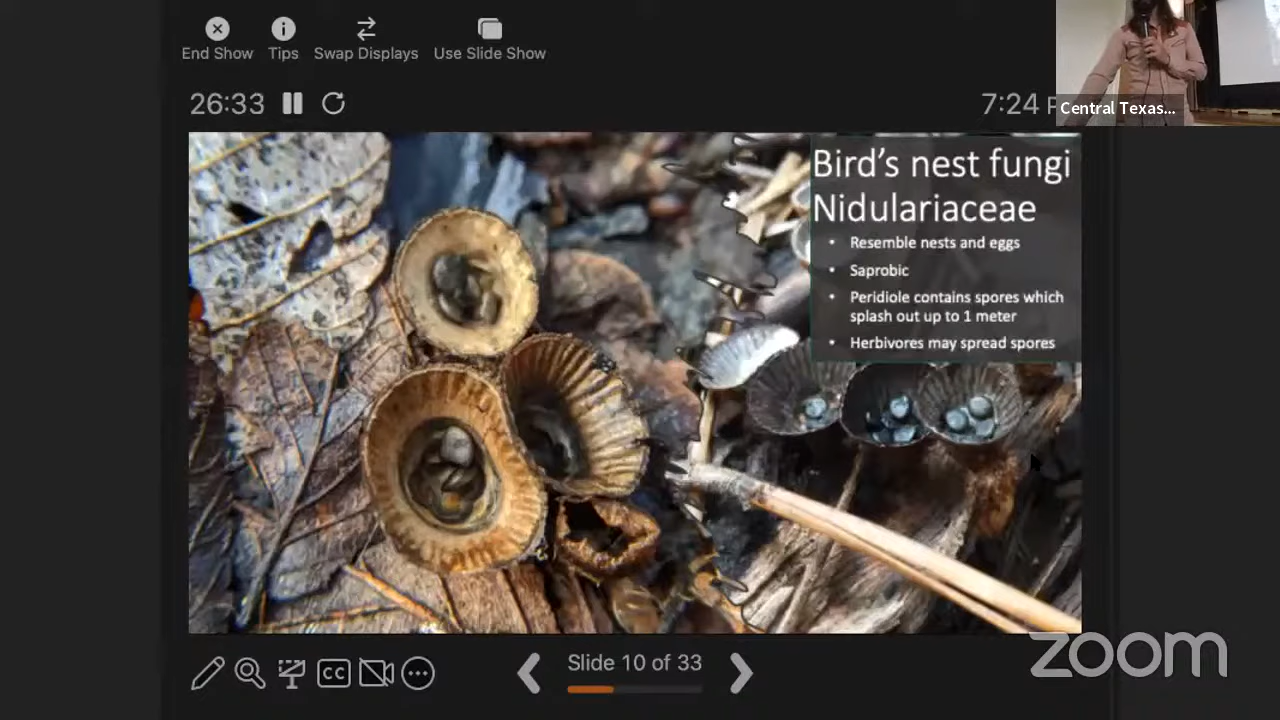 End Show
Tips
Swap Displays
Use Slide Show
26:33
7:24
Central Texas...
Bird's nest fungi
Nidulariaceae
• Resemble nests and eggs
• Saprobic
• Peridiole contains spores which
splash out up to 1 meter
• Herbivores may spread spores
CC
Slide 10 of 33
zoom